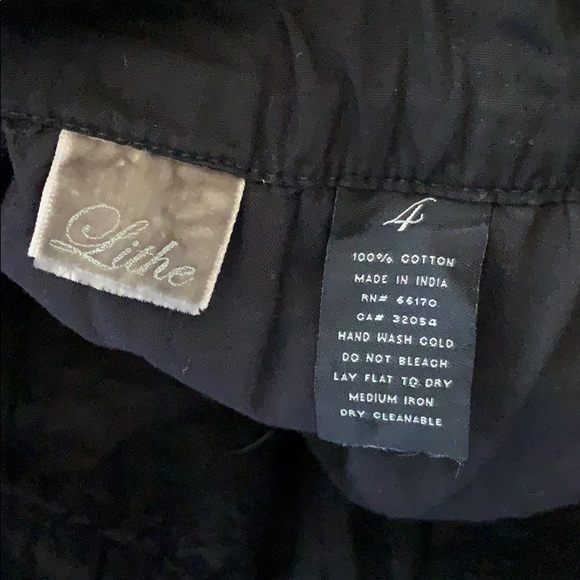 Lithe
4
100% COTTON
MADE IN INDIA
RN# 66170
CA# 32054
HAND WASH COLD
DO NOT BLEACH
LAY FLAT TO DRY
MEDIUM IRON
DRY CLEANABLE